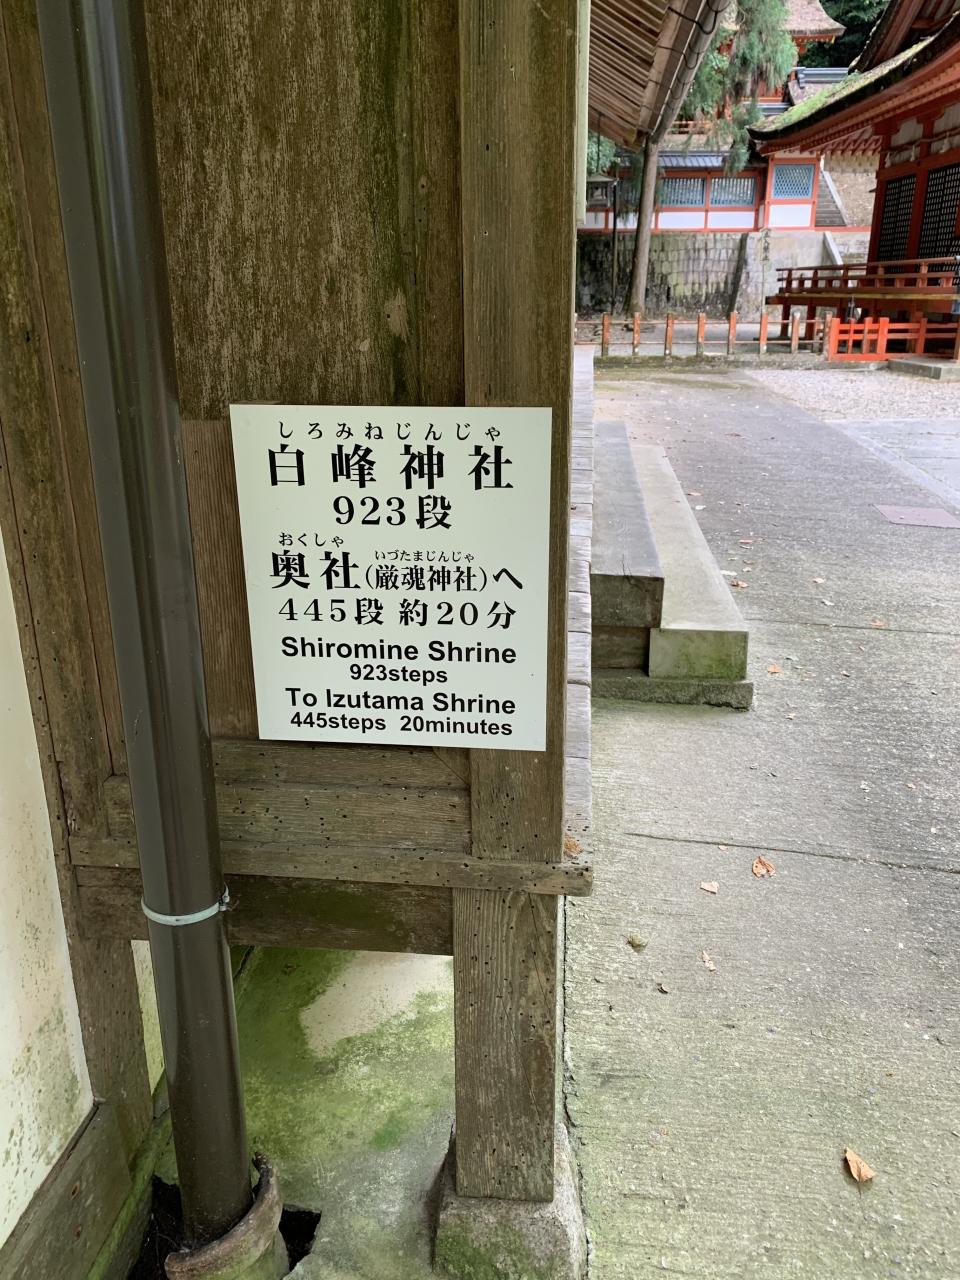 しろみねじんじゃ
白峰神社
923段
おくしゃ いづたまじんじゃ
奥社(厳魂神社)へ
445段 約20分
Shiromine Shrine
923steps
To Izutama Shrine
445steps 20minutes